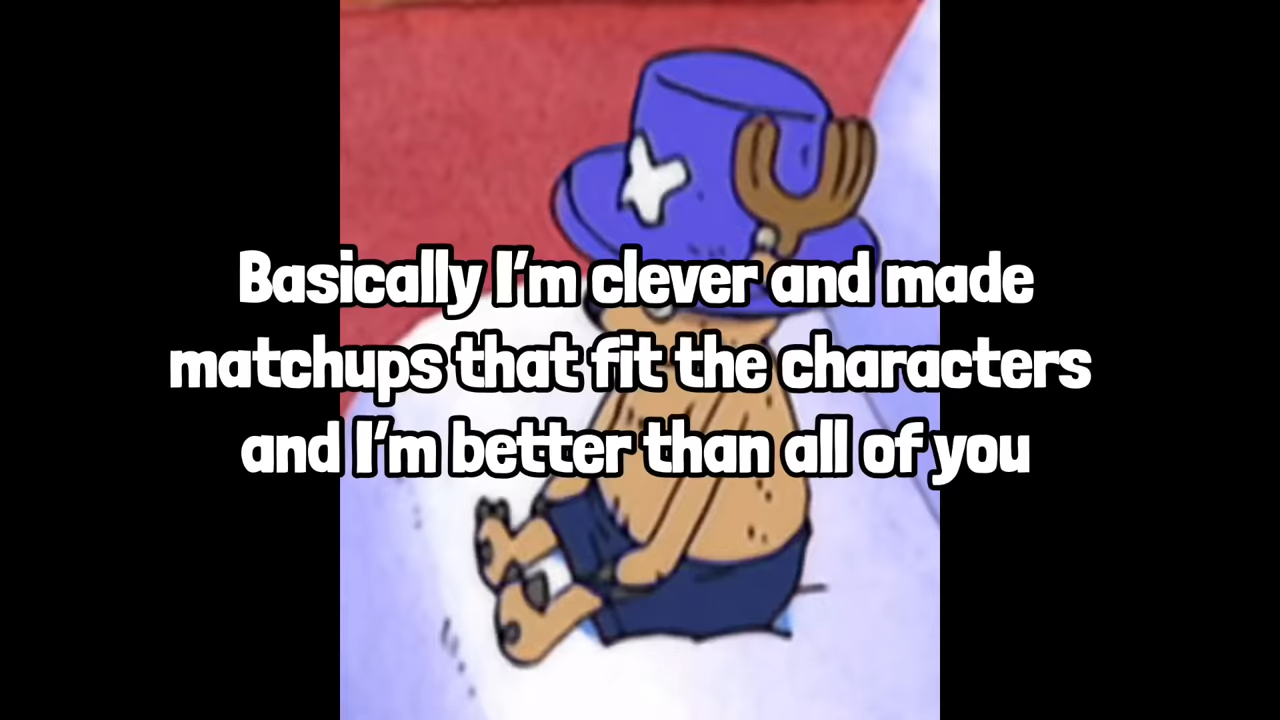 Basically I'm clever and made
matchups that fit the characters
and I'm better than all of you